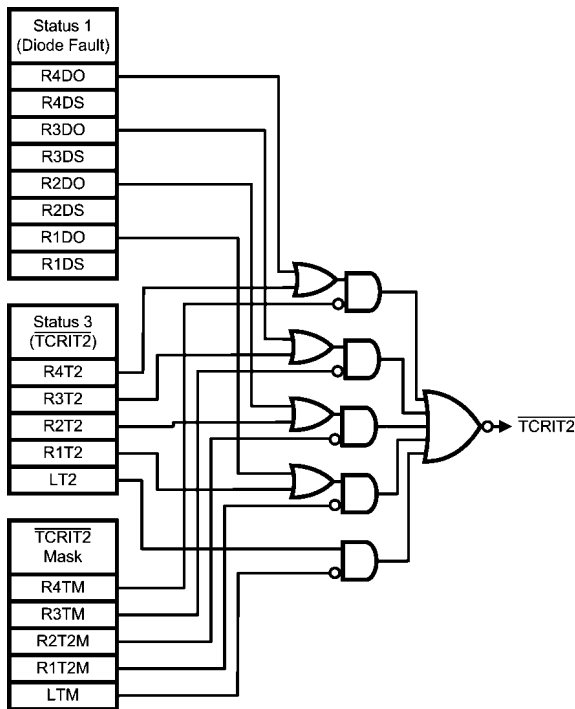 Status 1
(Diode Fault)
R4DO
R4DS
R3DO
R3DS
R2DO
R2DS
R1DO
R1DS
Status 3
(TCRIT2)
R4T2
R3T2
R2T2
R1T2
LT2
TCRIT2
Mask
R4TM
R3TM
R2T2M
R1T2M
LTM
TCRIT2